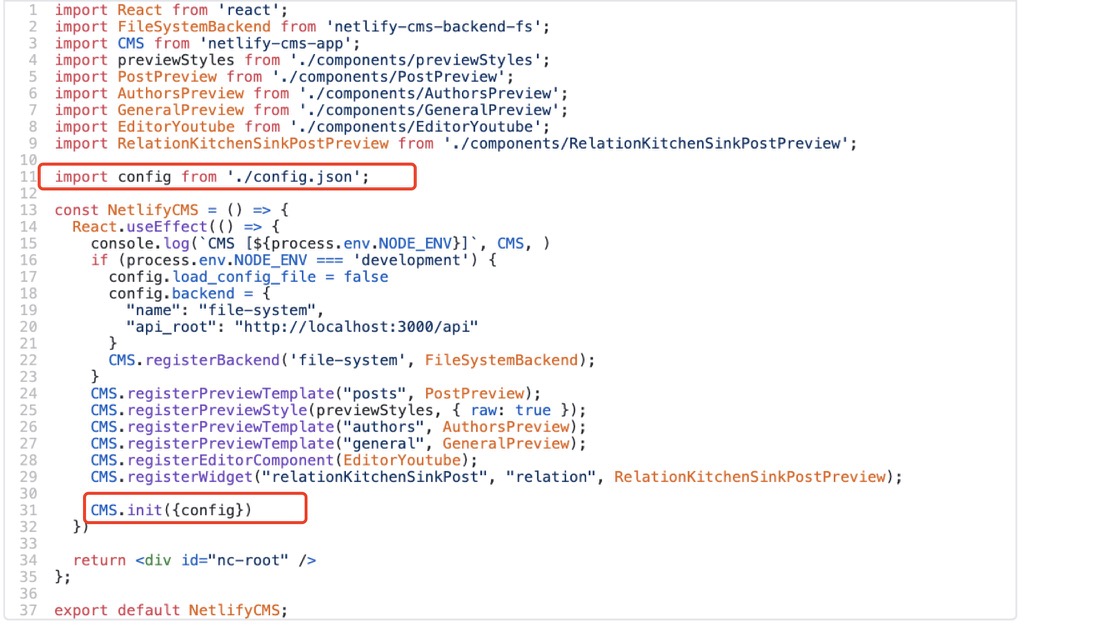 1 import React from 'react';
2 import FileSystemBackend from 'netlify-cms-backend-fs';
3 import CMS from 'netlify-cms-app';
4 import previewStyles from './components/previewStyles';
5 import PostPreview from './components/PostPreview';
6 import AuthorsPreview from './components/AuthorsPreview';
7 import GeneralPreview from './components/GeneralPreview';
8 import EditorYoutube from './components/EditorYoutube';
9 import RelationKitchenSinkPostPreview from './components/RelationKitchenSinkPostPreview';
10
11 import config from './config.json';
12
13 const NetlifyCMS = () => {
14   React.useEffect(() => {
15     console.log(`CMS [${process.env.NODE_ENV}]`, CMS, )
16     if (process.env.NODE_ENV === 'development') {
17       config.load_config_file = false
18       config.backend = {
19         "name": "file-system",
20         "api_root": "http://localhost:3000/api"
21       }
22       CMS.registerBackend('file-system', FileSystemBackend);
23     }
24     CMS.registerPreviewTemplate("posts", PostPreview);
25     CMS.registerPreviewStyle(previewStyles, { raw: true });
26     CMS.registerPreviewTemplate("authors", AuthorsPreview);
27     CMS.registerPreviewTemplate("general", GeneralPreview);
28     CMS.registerEditorComponent(EditorYoutube);
29     CMS.registerWidget("relationKitchenSinkPost", "relation", RelationKitchenSinkPostPreview);
30
31     CMS.init({config})
32   })
33
34   return <div id="nc-root" />
35 };
36
37 export default NetlifyCMS;